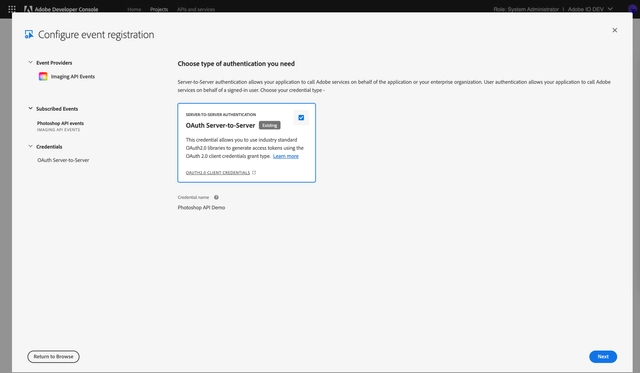 Adobe Developer Console
Home
Projects
APIs and services
Role: System Administrator
Adobe IO DEV
Configure event registration
Event Providers
Imaging API Events
Subscribed Events
Photoshop API events
IMAGING API EVENTS
Credentials
OAuth Server-to-Server
Choose type of authentication you need
Server-to-Server authentication allows your application to call Adobe services on behalf of the application or your enterprise organization. User authentication allows your application to call Adobe
services on behalf of a signed-in user. Choose your credential type -
SERVER-TO-SERVER AUTHENTICATION
OAuth Server-to-Server Existing
This credential allows you to use industry standard
OAuth2.0 libraries to generate access tokens using the
OAuth 2.0 client credentials grant type. Learn more
OAUTH2.0 CLIENT CREDENTIALS
Credential name
Photoshop API Demo
Return to Browse
Next